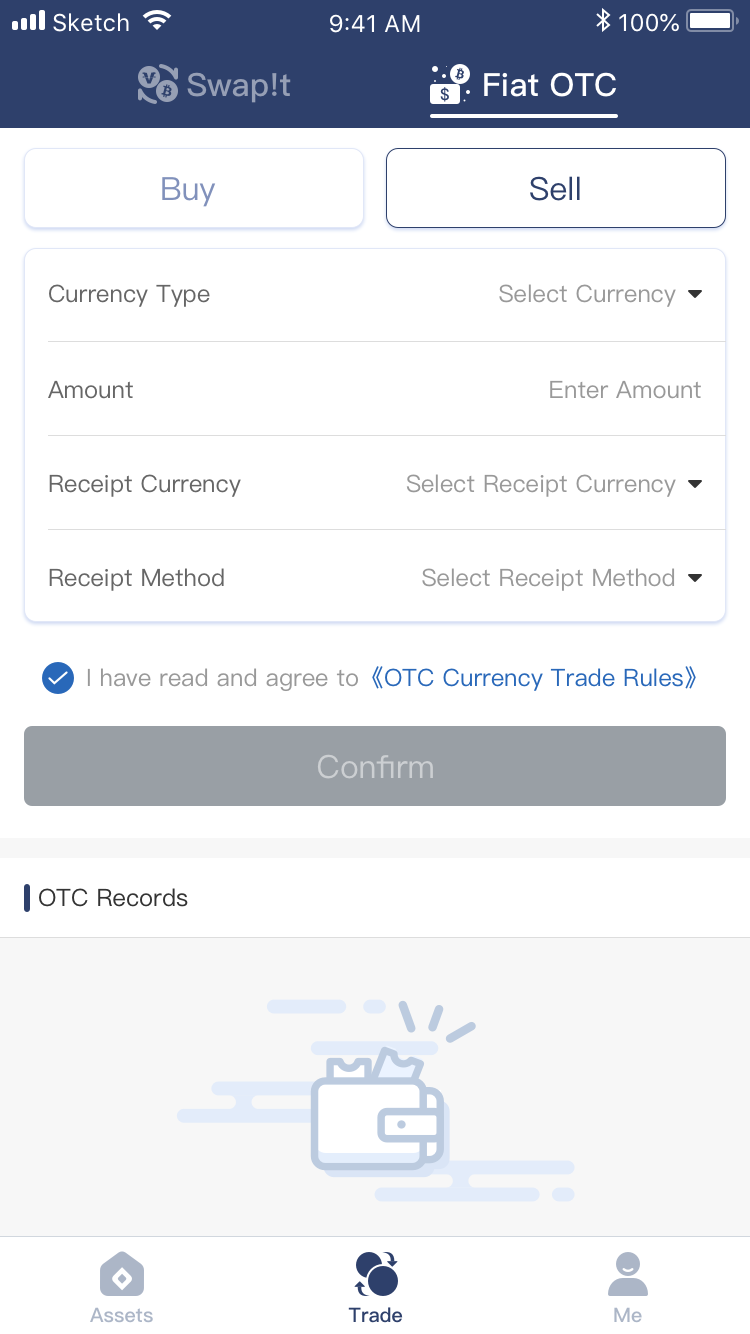 Sketch 9:41 AM 100%
Swap!t Fiat OTC
Buy Sell
Currency Type Select Currency
Amount Enter Amount
Receipt Currency Select Receipt Currency
Receipt Method Select Receipt Method
I have read and agree to 《OTC Currency Trade Rules》
Confirm
OTC Records
Assets Trade Me